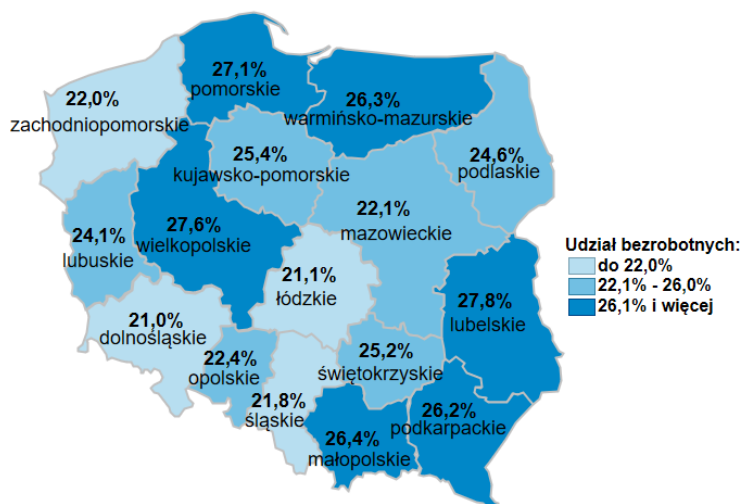 27,1%
pomorskie
22,0%
zachodniopomorskie
26,3%
warmińsko-mazurskie
25,4%
kujawsko-pomorskie
24,6%
podlaskie
22,1%
mazowieckie
24,1%
lubuskie
27,6%
wielkopolskie
21,1%
łódzkie
27,8%
lubelskie
21,0%
dolnośląskie
22,4%
opolskie
21,8%
śląskie
25,2%
świętokrzyskie
26,4%
małopolskie
26,2%
podkarpackie
Udział bezrobotnych:
do 22,0%
22,1% - 26,0%
26,1% i więcej